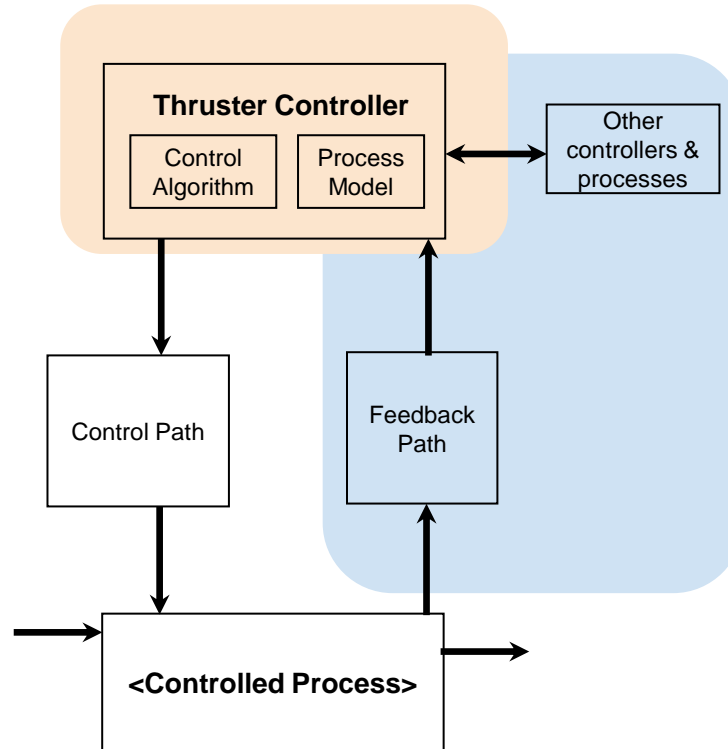 Thruster Controller
Control
Algorithm
Process
Model
Other
controllers &
processes
Control Path
Feedback
Path
<Controlled Process>